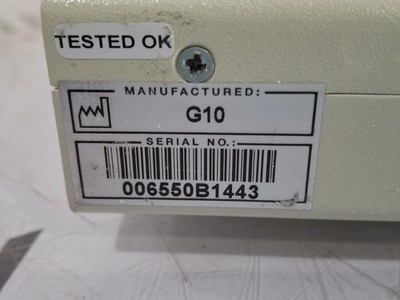 TESTED OK
MANUFACTURED:
G10
SERIAL NO.:
006550B1443